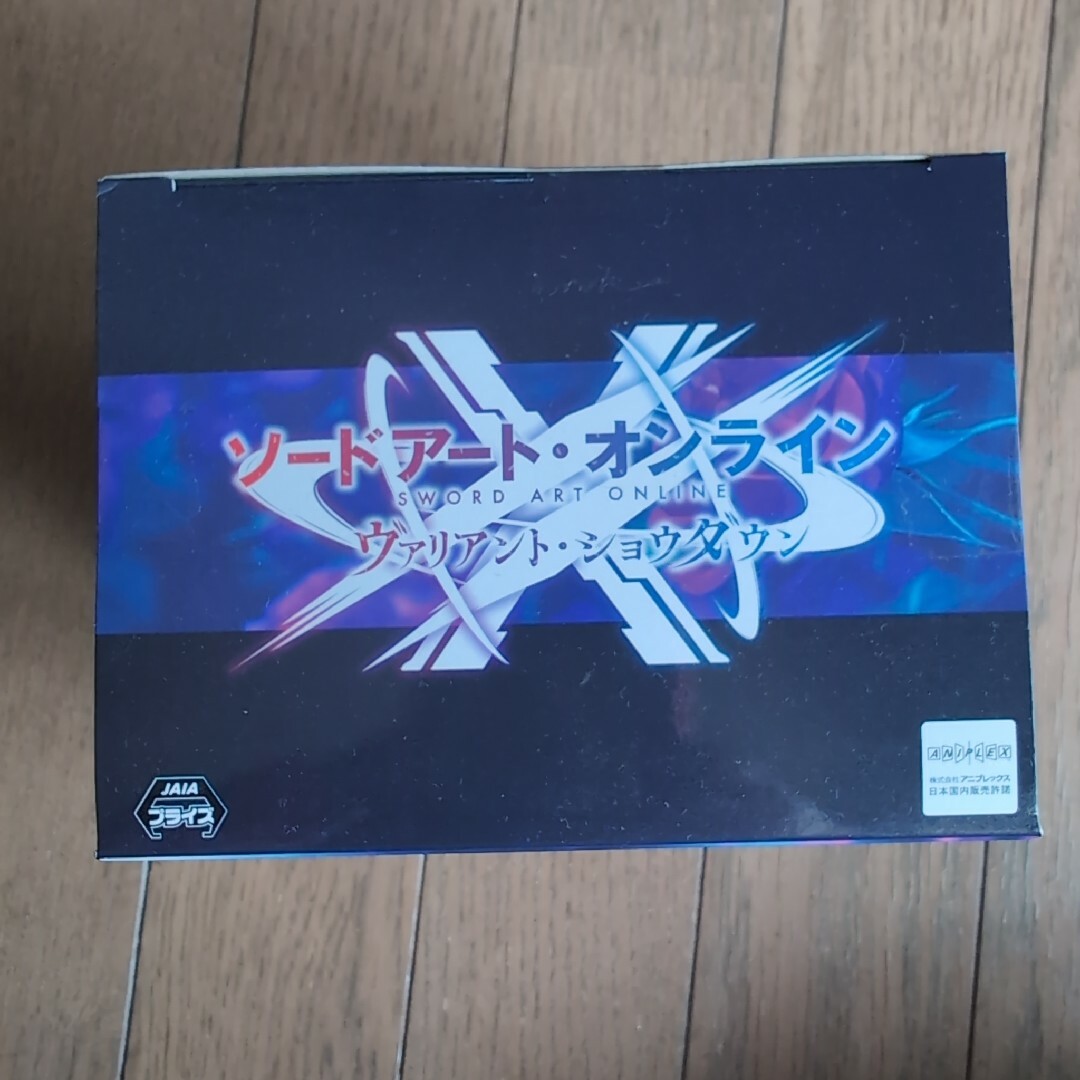 ソードアート・オンライン
SWORD ART ONLINE
ヴァリアント・ショウダウン
JAIA
プライズ
ANIPLEX
株式会社アニプレックス
日本国内販売許諾